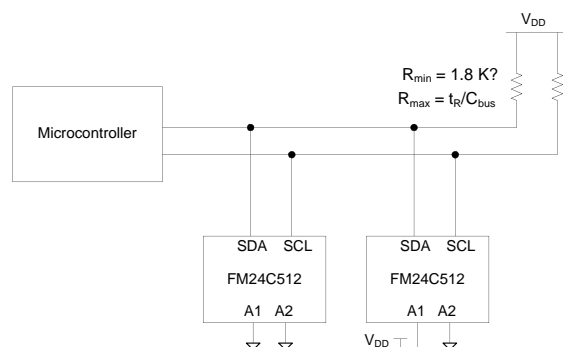 VDD
Rmin = 1.8 K?
Rmax = tR/Cbus
Microcontroller
SDA SCL
FM24C512
A1 A2
SDA SCL
FM24C512
A1 A2
VDD